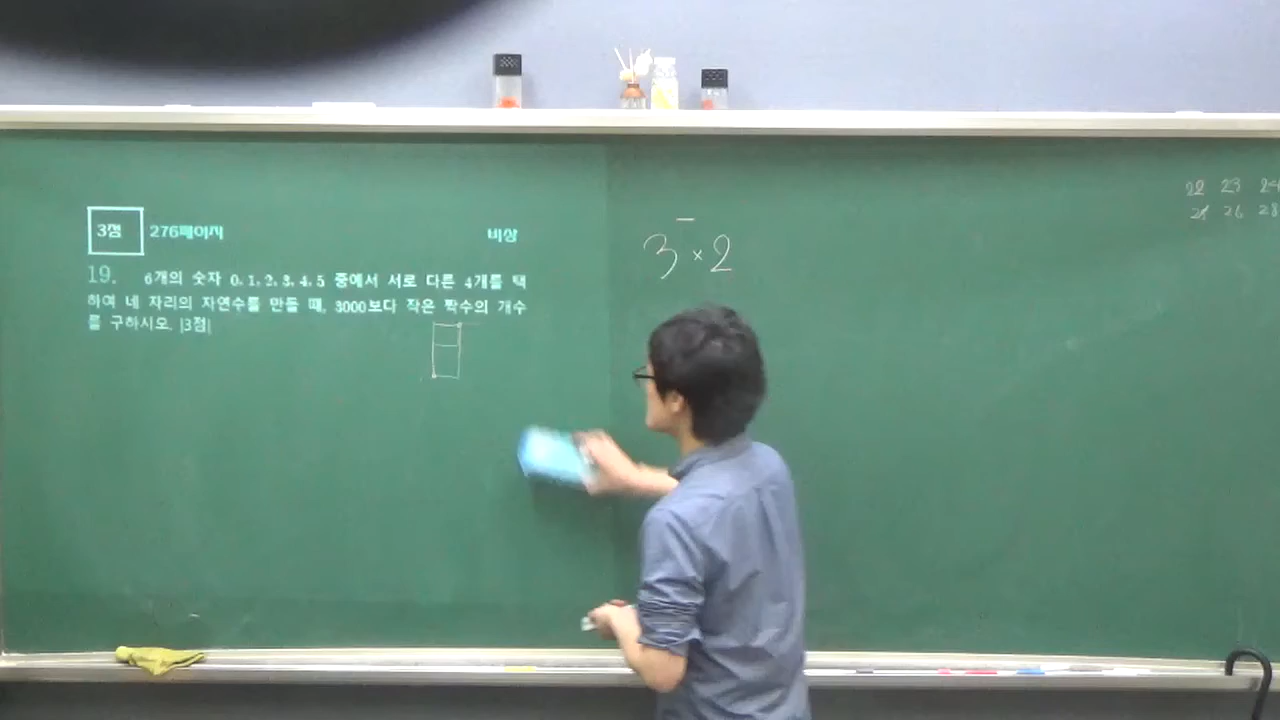 3점 276페이지 비상
19. 6개의 숫자 0, 1, 2, 3, 4, 5 중에서 서로 다른 4개를 택
하여 네 자리의 자연수를 만들 때, 3000보다 작은 짝수의 개수
를 구하시오. [3점]
3 × 2
22 23 24
25 26 28